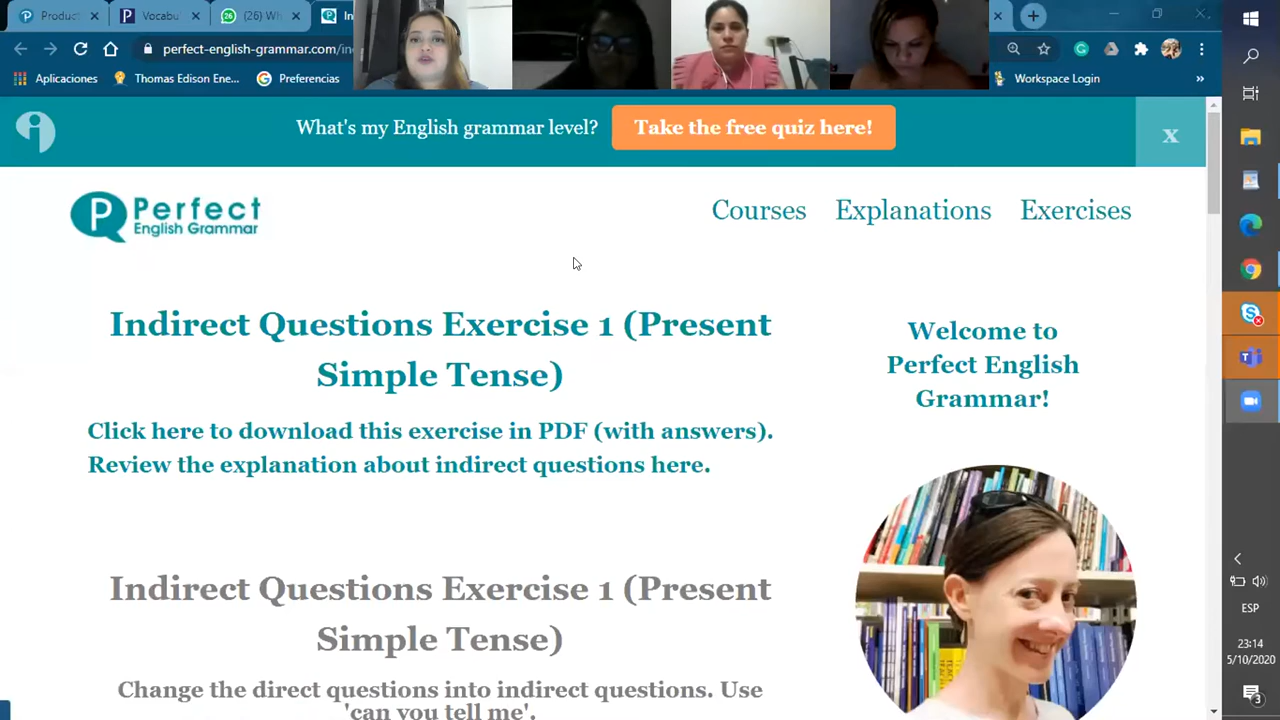 Product
Vocabu
(26) Wh
In
perfect-english-grammar.com/in
Aplicaciones
Thomas Edison Ene...
Preferencias
Workspace Login
»
What's my English grammar level?
Take the free quiz here!
x
Perfect
English Grammar
Courses
Explanations
Exercises
Indirect Questions Exercise 1 (Present
Simple Tense)
Click here to download this exercise in PDF (with answers).
Review the explanation about indirect questions here.
Indirect Questions Exercise 1 (Present
Simple Tense)
Change the direct questions into indirect questions. Use
'can you tell me'.
Welcome to
Perfect English
Grammar!
ESP
23:14
5/10/2020
3